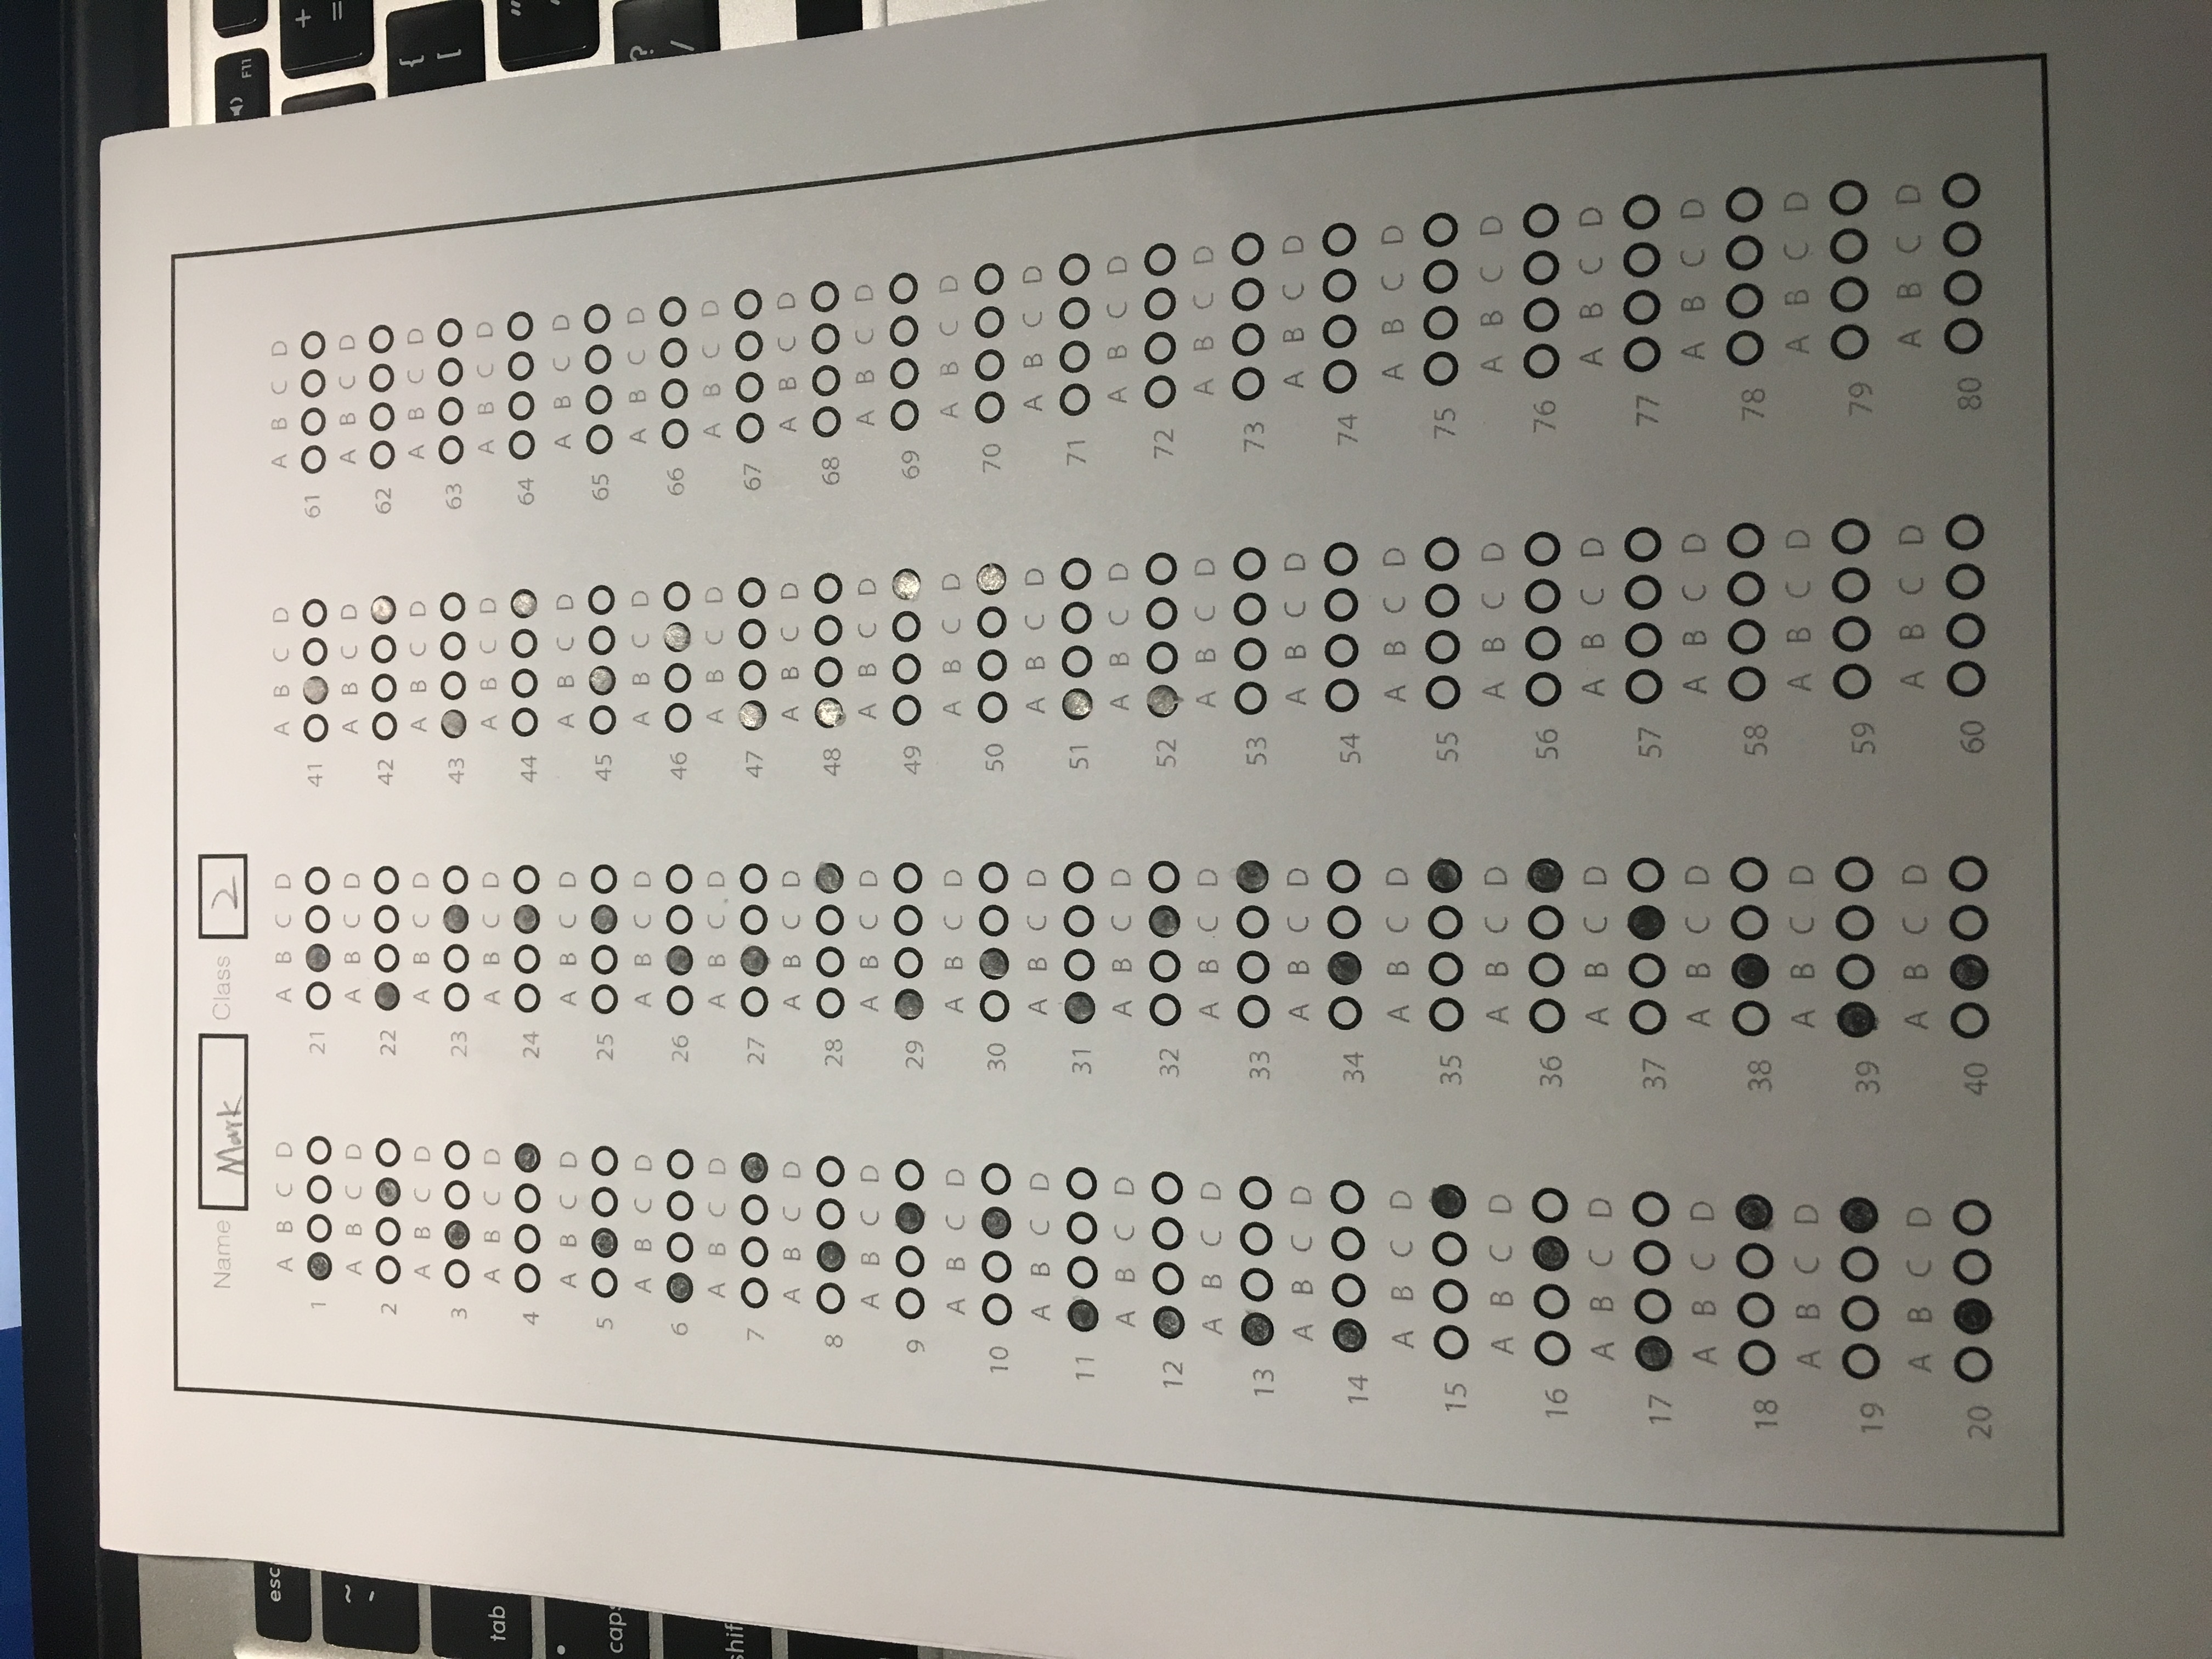 Name Mark Class 2
A B C D A B C D A B C D A B C D
1 21 41 61
A B C D A B C D A B C D A B C D
2 22 42 62
A B C D A B C D A B C D A B C D
3 23 43 63
A B C D A B C D A B C D A B C D
4 24 44 64
A B C D A B C D A B C D A B C D
5 25 45 65
A B C D A B C D A B C D A B C D
6 26 46 66
A B C D A B C D A B C D A B C D
7 27 47 67
A B C D A B C D A B C D A B C D
8 28 48 68
A B C D A B C D A B C D A B C D
9 29 49 69
A B C D A B C D A B C D A B C D
10 30 50 70
A B C D A B C D A B C D A B C D
11 31 51 71
A B C D A B C D A B C D A B C D
12 32 52 72
A B C D A B C D A B C D A B C D
13 33 53 73
A B C D A B C D A B C D A B C D
14 34 54 74
A B C D A B C D A B C D A B C D
15 35 55 75
A B C D A B C D A B C D A B C D
16 36 56 76
A B C D A B C D A B C D A B C D
17 37 57 77
A B C D A B C D A B C D A B C D
18 38 58 78
A B C D A B C D A B C D A B C D
19 39 59 79
A B C D A B C D A B C D A B C D
20 40 60 80
esc
~
`
tab
caps
shif
F11
+
=
{
[
"
?
/